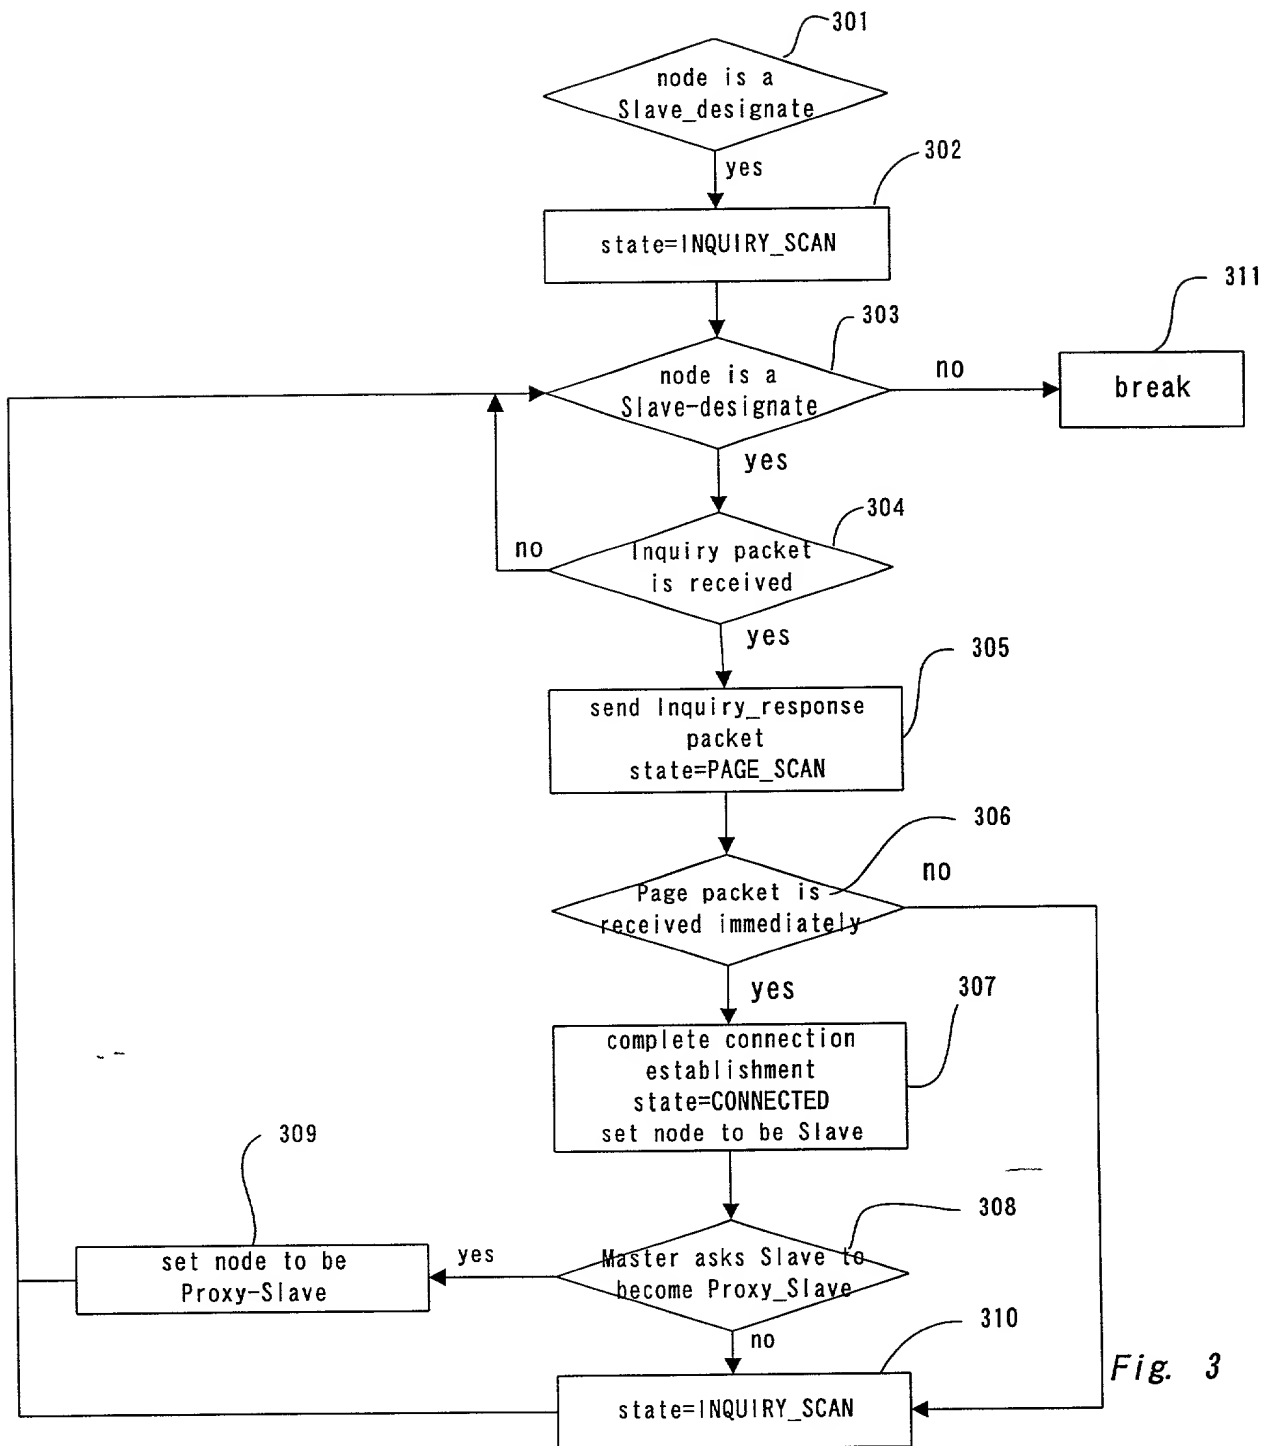 301
node is a
Slave_designate
yes
302
state=INQUIRY_SCAN
311
303
node is a
Slave-designate
no
break
yes
304
Inquiry packet
is received
no
yes
305
send Inquiry_response
packet
state=PAGE_SCAN
306
Page packet is
received immediately
no
yes
307
complete connection
establishment
state=CONNECTED
set node to be Slave
309
308
Master asks Slave to
become Proxy_Slave
yes
set node to be
Proxy-Slave
no
310
state=INQUIRY_SCAN
Fig. 3